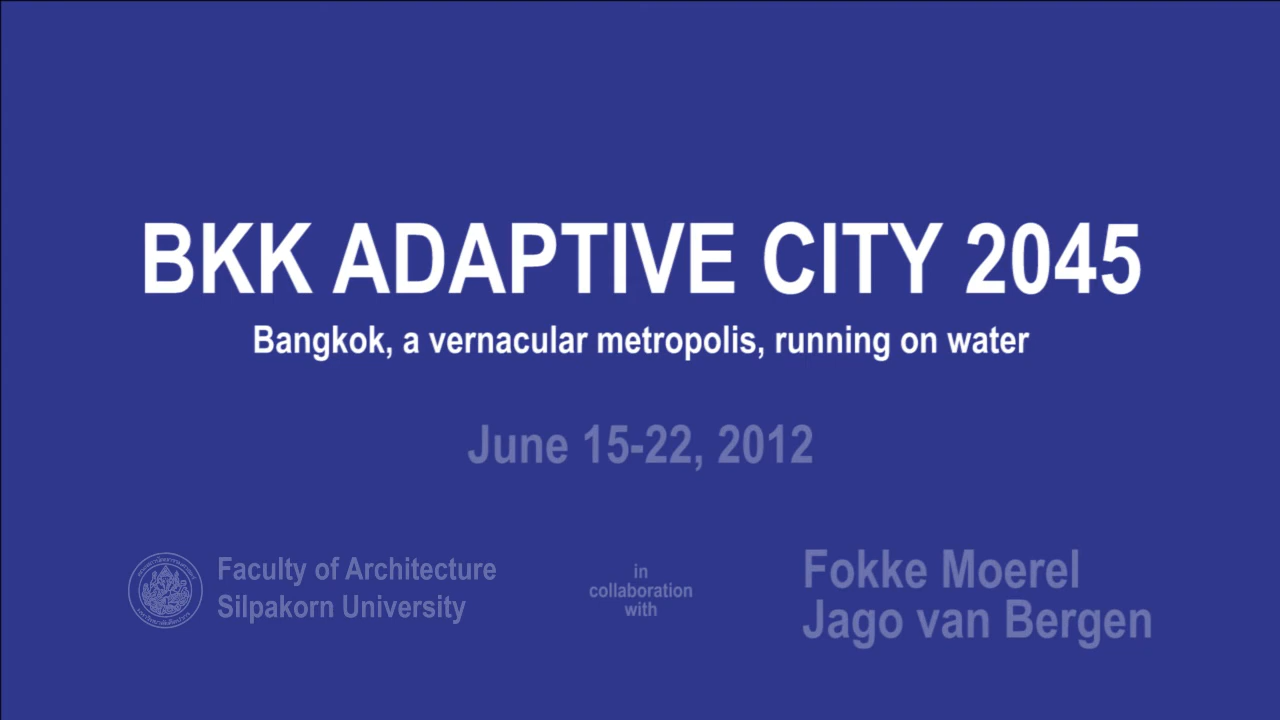 BKK ADAPTIVE CITY 2045
Bangkok, a vernacular metropolis, running on water
June 15-22, 2012
Faculty of Architecture
Silpakorn University
in
collaboration
with
Fokke Moerel
Jago van Bergen